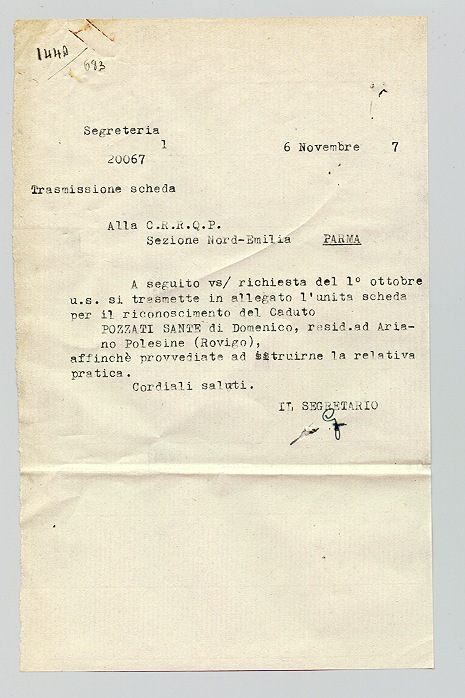 144A
683
Segreteria
1
20067
6 Novembre 7
Trasmissione scheda
Alla C.R.R.Q.P.
Sezione Nord-Emilia PARMA
A seguito vs/ richiesta del 1° ottobre
u.s. si trasmette in allegato l'unita scheda
per il riconoscimento del Caduto
POZZATI SANTE di Domenico, resid.ad Aria-
no Polesine (Rovigo),
affinchè provvediate ad istruirne la relativa
pratica.
Cordiali saluti.
IL SEGRETARIO